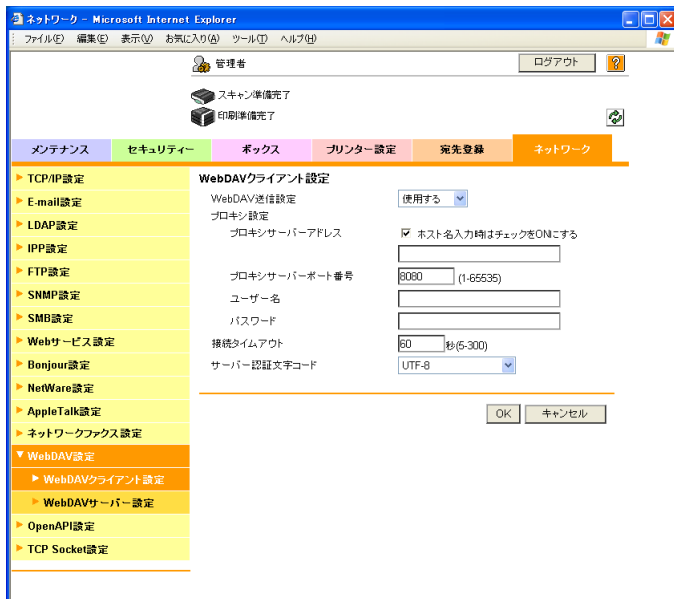 ネットワーク - Microsoft Internet Explorer
ファイル(F) 編集(E) 表示(V) お気に入り(A) ツール(T) ヘルプ(H)
管理者
ログアウト
?
スキャン準備完了
印刷準備完了
メンテナンス セキュリティー ボックス プリンター設定 宛先登録 ネットワーク
TCP/IP設定
E-mail設定
LDAP設定
IPP設定
FTP設定
SNMP設定
SMB設定
Webサービス設定
Bonjour設定
NetWare設定
AppleTalk設定
ネットワークファクス設定
WebDAV設定
WebDAVクライアント設定
WebDAVサーバー設定
OpenAPI設定
TCP Socket設定
WebDAVクライアント設定
WebDAV送信設定 使用する
プロキシ設定
プロキシサーバーアドレス ホスト名入力時はチェックをONにする
プロキシサーバーポート番号 8080 (1-65535)
ユーザー名
パスワード
接続タイムアウト 60 秒(5-300)
サーバー認証文字コード UTF-8
OK キャンセル